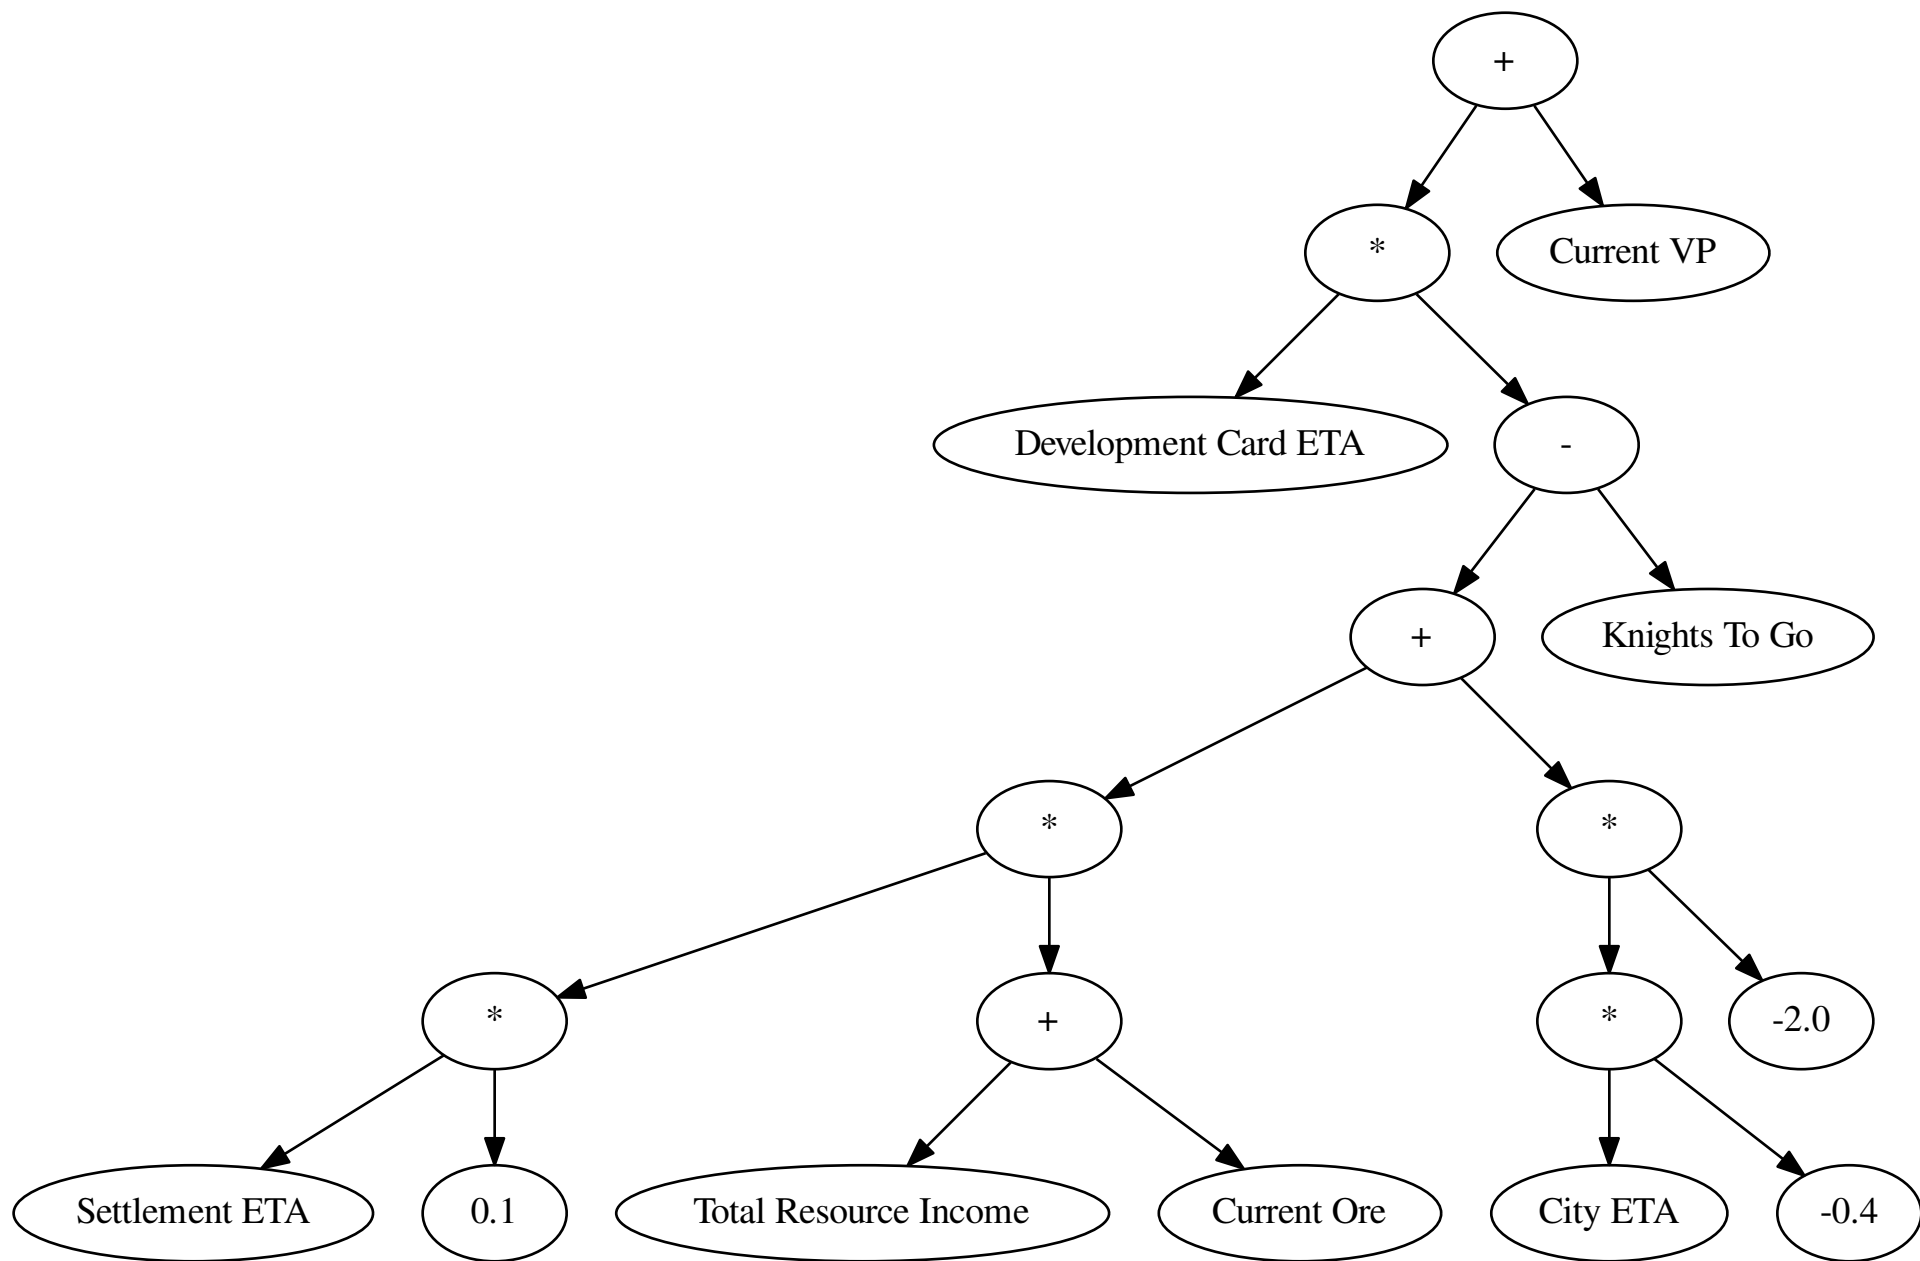 +
*
Current VP
Development Card ETA
-
+
Knights To Go
*
*
*
+
*
-2.0
Settlement ETA
0.1
Total Resource Income
Current Ore
City ETA
-0.4